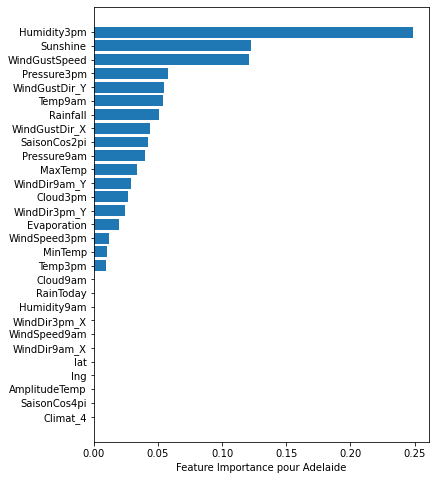 Humidity3pm
Sunshine
WindGustSpeed
Pressure3pm
WindGustDir_Y
Temp9am
Rainfall
WindGustDir_X
SaisonCos2pi
Pressure9am
MaxTemp
WindDir9am_Y
Cloud3pm
WindDir3pm_Y
Evaporation
WindSpeed3pm
MinTemp
Temp3pm
Cloud9am
RainToday
Humidity9am
WindDir3pm_X
WindSpeed9am
WindDir9am_X
lat
lng
AmplitudeTemp
SaisonCos4pi
Climat_4
0.00 0.05 0.10 0.15 0.20 0.25
Feature Importance pour Adelaide